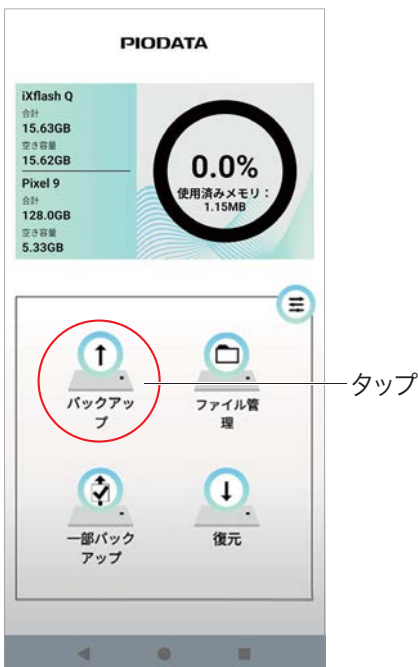 PIODATA
iXflash Q
合計
15.63GB
空き容量
15.62GB
Pixel 9
合計
128.0GB
空き容量
5.33GB
0.0%
使用済みメモリ：
1.15MB
バックアッ
プ
ファイル管
理
タップ
一部バック
アップ
復元